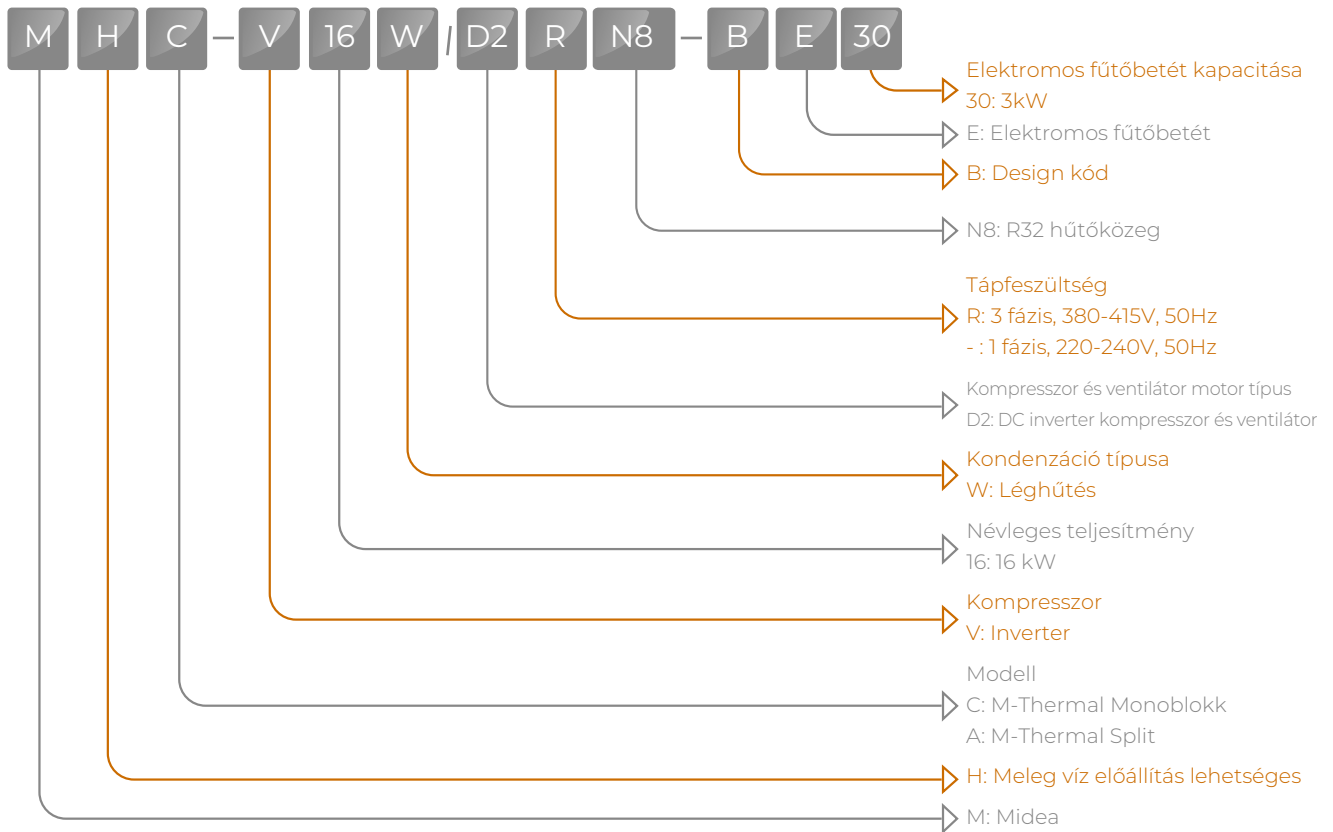 M H C - V 16 W / D2 R N8 - B E 30
Elektromos fűtőbetét kapacitása
30: 3kW
E: Elektromos fűtőbetét
B: Design kód
N8: R32 hűtőközeg
Tápfeszültség
R: 3 fázis, 380-415V, 50Hz
- : 1 fázis, 220-240V, 50Hz
Kompresszor és ventilátor motor típus
D2: DC inverter kompresszor és ventilátor
Kondenzáció típusa
W: Léghűtés
Névleges teljesítmény
16: 16 kW
Kompresszor
V: Inverter
Modell
C: M-Thermal Monoblokk
A: M-Thermal Split
H: Meleg víz előállítás lehetséges
M: Midea